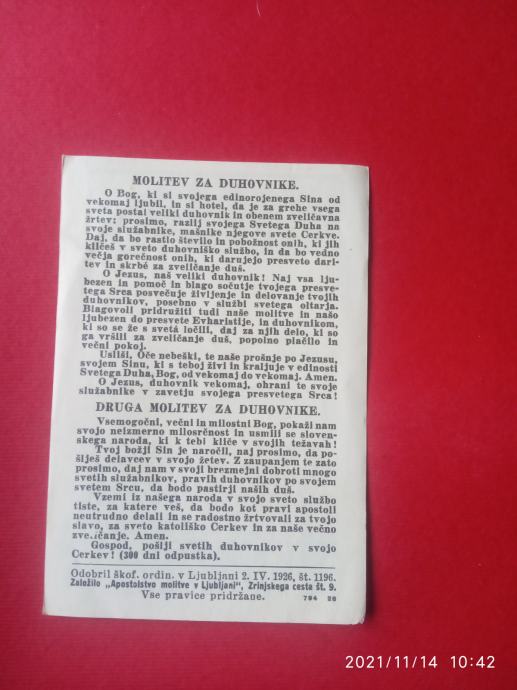 MOLITEV ZA DUHOVNIKE.
O Bog, ki si svojega edinorojenega Sina od
vekomaj ljubil, in si hotel, da je za grehe vsega
sveta postal veliki duhovnik in obenem zveličavna
žrtev: prosimo, razlij svojega Svetega Duha na
svoje služabnike, mašnike njegove svete Cerkve.
Daj, da bo rastlo število in pobožnost onih, ki jih
kličeš v sveto duhovniško službo, in da bo vedno
večja gorečnost onih, ki darujejo presveto dari-
tev in skrbé za zveličanje duš.
O Jezus, naš veliki duhovnik! Naj vsa lju-
bezen in pomoč in blago sočutje tvojega presve-
tega Srca posvečuje življenje in delovanje tvojih
duhovnikov, posebno v službi svetega oltarja.
Blagovoli pridružiti tudi naše molitve in našo
ljubezen do presvete Evharistije, in duhovnikom,
ki so se že s svetá ločili, daj za njih delo, ki so
ga vršili za zveličanje duš, popolno plačilo in
večni pokoj.
Usliši, Oče nebeški, te naše prošnje po Jezusu,
svojem Sinu, ki s teboj živi in kraljuje v edinosti
Svetega Duha, Bog, od vekomaj do vekomaj. Amen.
O Jezus, duhovnik vekomaj, ohrani te svoje
služabnike v zavetju svojega presvetega Srca!
DRUGA MOLITEV ZA DUHOVNIKE.
Vsemogočni, večni in milostni Bog, pokaži nam
svojo neizmerno milosrčnost in usmili se sloven-
skega naroda, ki k tebi kliče v svojih težavah!
Tvoj božji Sin je naročil, naj prosimo, da po-
šlješ delavcev v svojo žetev. Z zaupanjem te zato
prosimo, daj nam v svoji brezmejni dobroti mnogo
svetih služabnikov, pravih duhovnikov po svojem
svetem Srcu, da bodo pastirji naših duš.
Vzemi iz našega naroda v svojo sveto službo
tiste, za katere veš, da bodo kot pravi apostoli
neutrudno delali in se radostno žrtvovali za tvojo
slavo, za sveto katoliško Cerkev in za naše večno
zveličanje. Amen.
Gospod, pošlji svetih duhovnikov v svojo
Cerkev! (300 dni odpustka).
Odobril škof. ordin. v Ljubljani 2. IV. 1926, št. 1196.
Založilo „Apostolstvo molitve v Ljubljani", Zrinjskega cesta št. 9.
Vse pravice pridržane. 794 26
2021/11/14 10:42